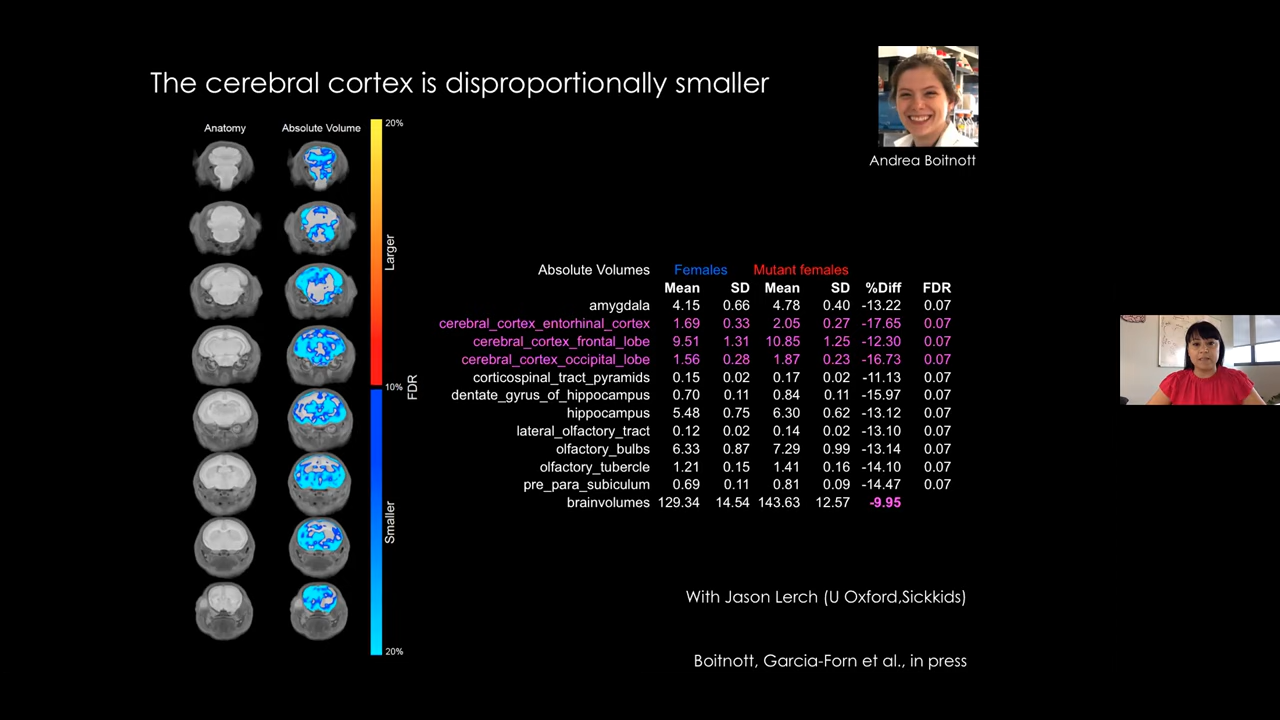 The cerebral cortex is disproportionally smaller
Andrea Boitnott
Anatomy Absolute Volume
20%
Larger
10%
FDR
Smaller
20%
Absolute Volumes Females Mutant females
Mean SD Mean SD %Diff FDR
amygdala 4.15 0.66 4.78 0.40 -13.22 0.07
cerebral_cortex_entorhinal_cortex 1.69 0.33 2.05 0.27 -17.65 0.07
cerebral_cortex_frontal_lobe 9.51 1.31 10.85 1.25 -12.30 0.07
cerebral_cortex_occipital_lobe 1.56 0.28 1.87 0.23 -16.73 0.07
corticospinal_tract_pyramids 0.15 0.02 0.17 0.02 -11.13 0.07
dentate_gyrus_of_hippocampus 0.70 0.11 0.84 0.11 -15.97 0.07
hippocampus 5.48 0.75 6.30 0.62 -13.12 0.07
lateral_olfactory_tract 0.12 0.02 0.14 0.02 -13.10 0.07
olfactory_bulbs 6.33 0.87 7.29 0.99 -13.14 0.07
olfactory_tubercle 1.21 0.15 1.41 0.16 -14.10 0.07
pre_para_subiculum 0.69 0.11 0.81 0.09 -14.47 0.07
brainvolumes 129.34 14.54 143.63 12.57 -9.95
With Jason Lerch (U Oxford,Sickkids)
Boitnott, Garcia-Forn et al., in press